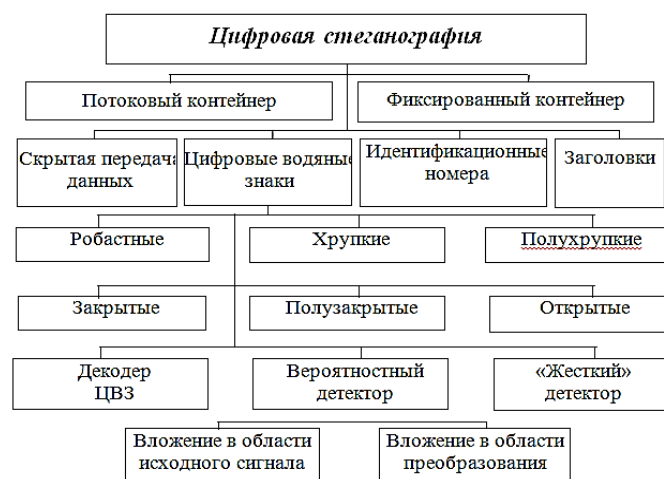 Цифровая стеганография
Потоковый контейнер
Фиксированный контейнер
Скрытая передача
данных
Цифровые водяные
знаки
Идентификационные
номера
Заголовки
Робастные
Хрупкие
Полухрупкие
Закрытые
Полузакрытые
Открытые
Декодер
ЦВЗ
Вероятностный
детектор
«Жесткий»
детектор
Вложение в области
исходного сигнала
Вложение в области
преобразования